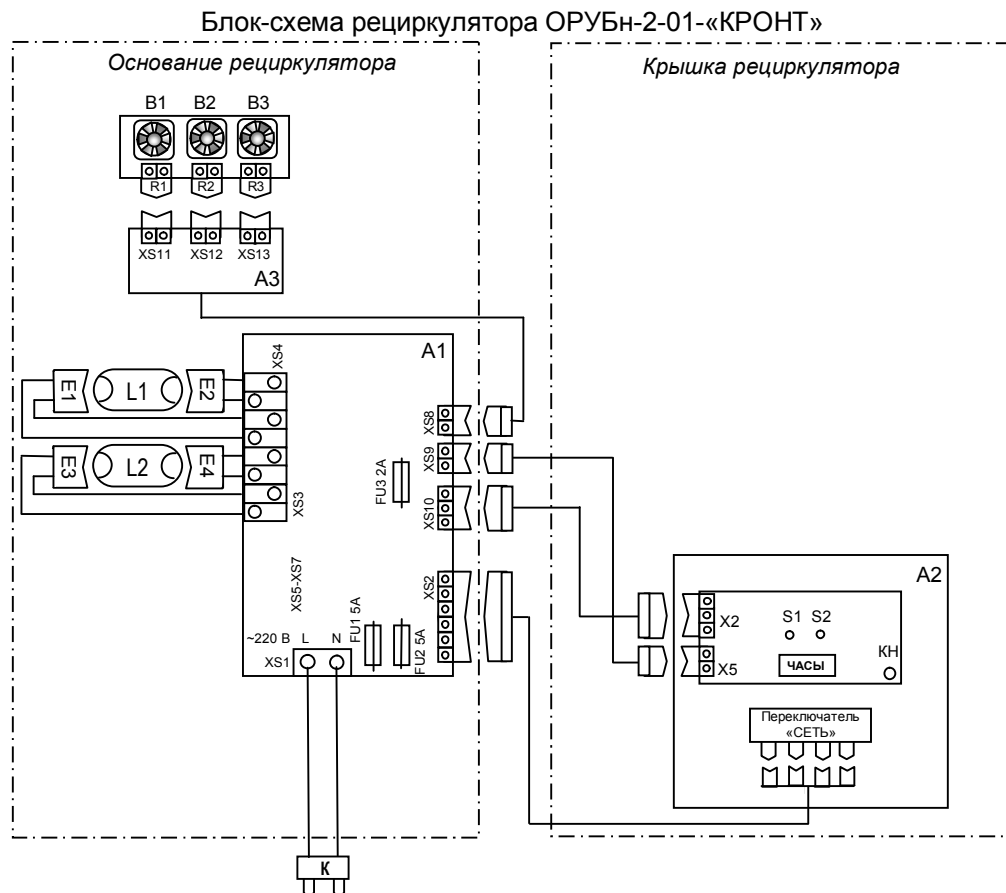 Блок-схема рециркулятора ОРУБн-2-01-«КРОНТ»
Основание рециркулятора
Крышка рециркулятора
B1 B2 B3
R1 R2 R3
XS11 XS12 XS13
A3
A1
XS4
E1 L1 E2
E3 L2 E4
XS3
XS8
XS9
XS10
FU3 2A
XS2
XS5-XS7
FU1 5A
FU2 5A
~220 В L N
XS1
К
A2
X2
S1 S2
X5
ЧАСЫ
КН
Переключатель
«СЕТЬ»